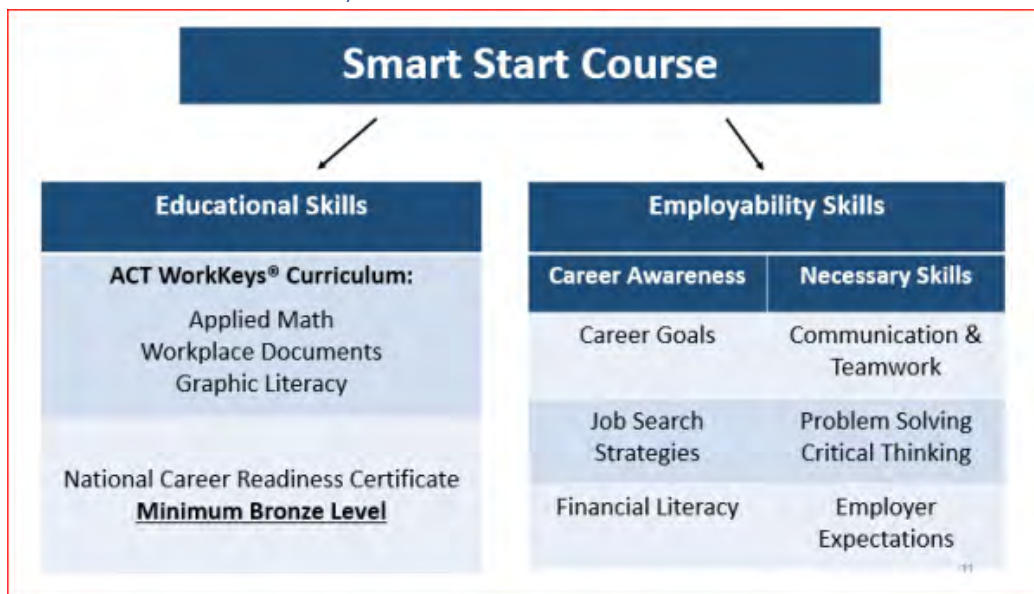 Smart Start Course
Educational Skills
ACT WorkKeys® Curriculum:
Applied Math
Workplace Documents
Graphic Literacy
National Career Readiness Certificate
Minimum Bronze Level
Employability Skills
Career Awareness
Necessary Skills
Career Goals
Communication &
Teamwork
Job Search
Strategies
Problem Solving
Critical Thinking
Financial Literacy
Employer
Expectations
11